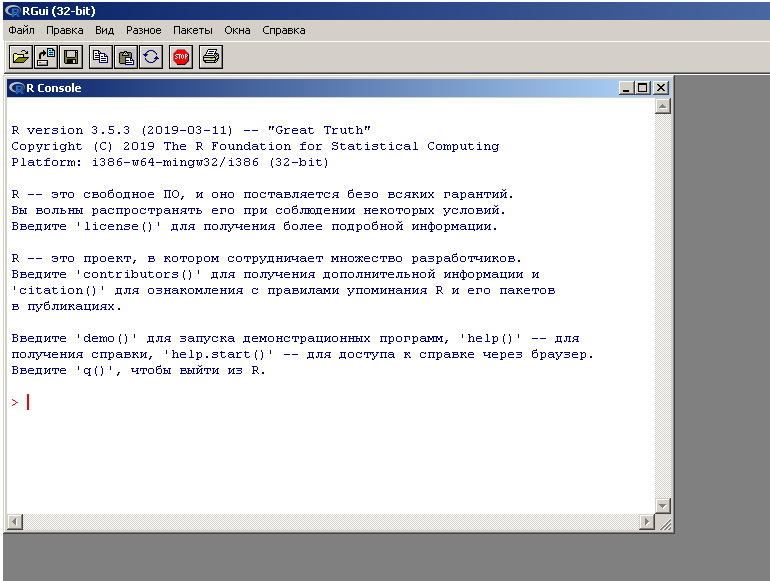 RGui (32-bit)
Файл Правка Вид Разное Пакеты Окна Справка
STOP
R Console
R version 3.5.3 (2019-03-11) -- "Great Truth"
Copyright (C) 2019 The R Foundation for Statistical Computing
Platform: i386-w64-mingw32/i386 (32-bit)
R -- это свободное ПО, и оно поставляется безо всяких гарантий.
Вы вольны распространять его при соблюдении некоторых условий.
Введите 'license()' для получения более подробной информации.
R -- это проект, в котором сотрудничает множество разработчиков.
Введите 'contributors()' для получения дополнительной информации и
'citation()' для ознакомления с правилами упоминания R и его пакетов
в публикациях.
Введите 'demo()' для запуска демонстрационных программ, 'help()' -- для
получения справки, 'help.start()' -- для доступа к справке через браузер.
Введите 'q()', чтобы выйти из R.
>